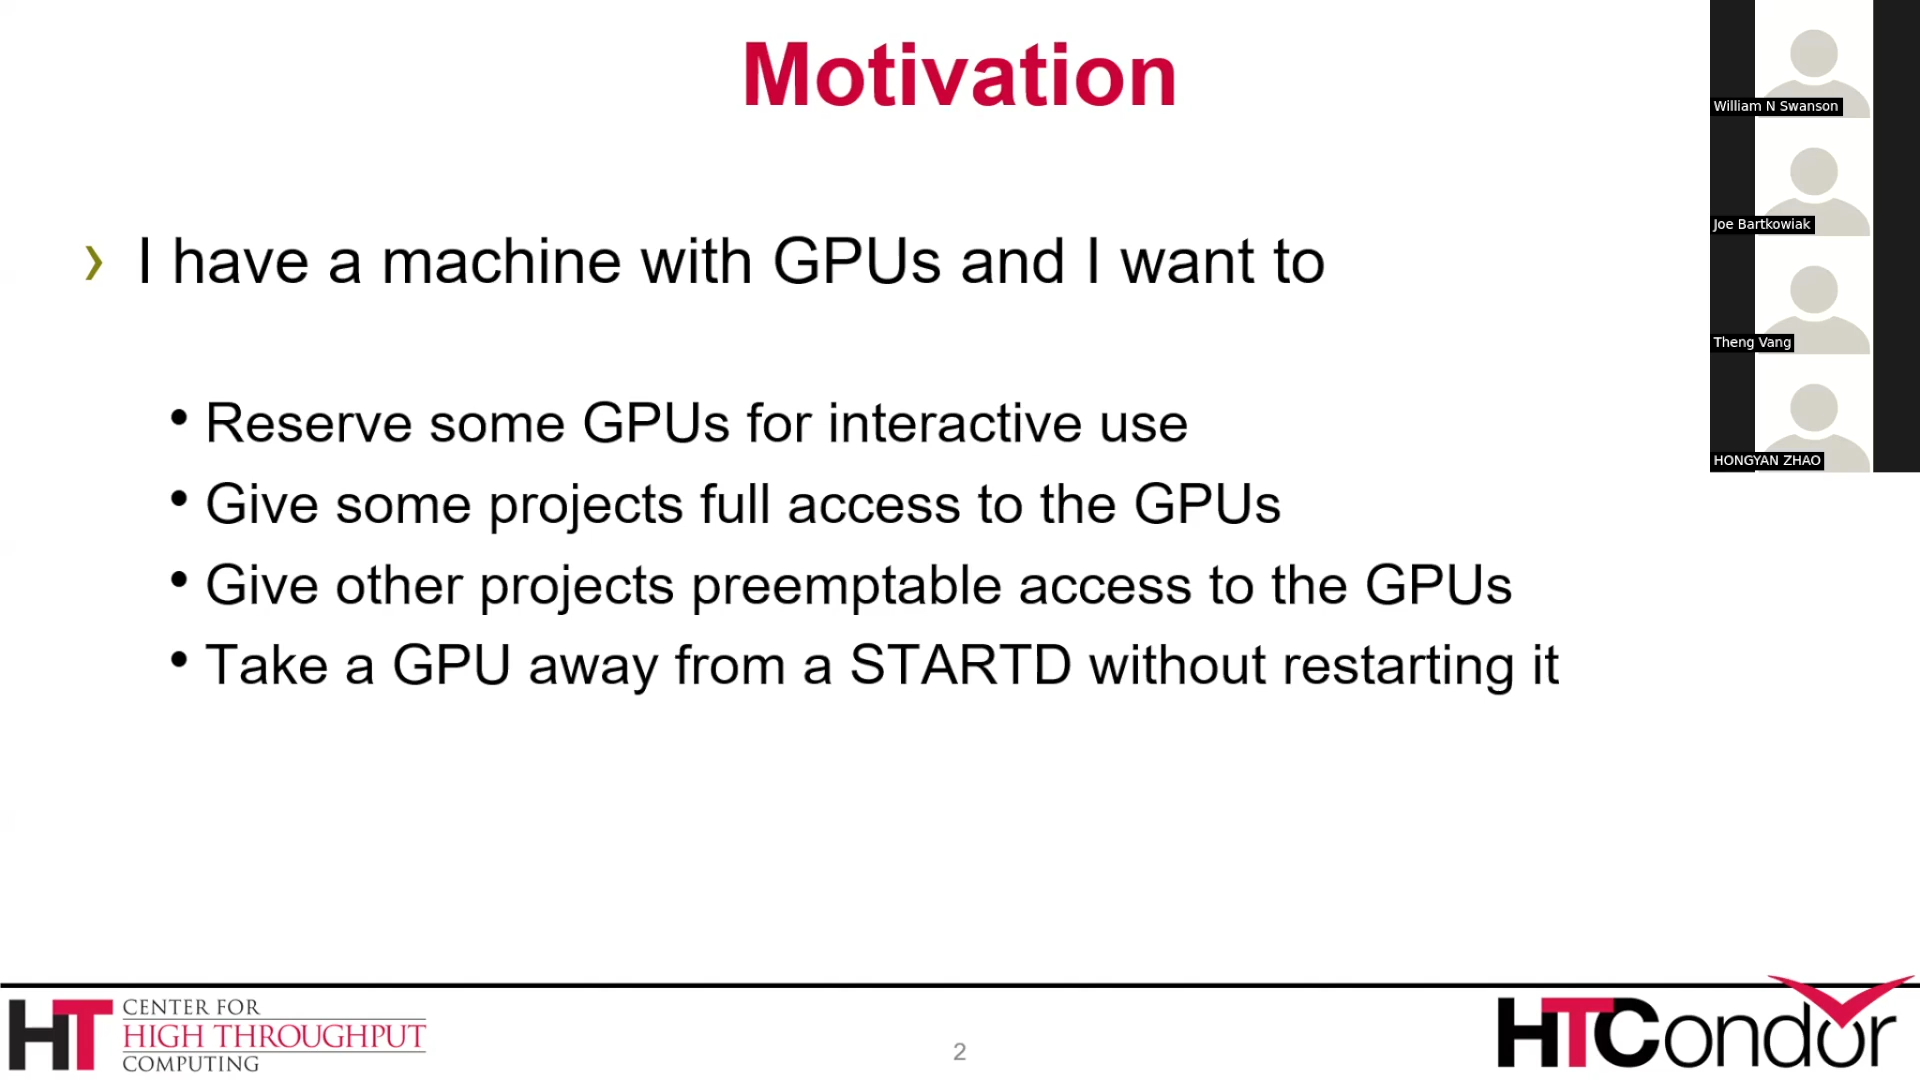 Motivation
› I have a machine with GPUs and I want to
• Reserve some GPUs for interactive use
• Give some projects full access to the GPUs
• Give other projects preemptable access to the GPUs
• Take a GPU away from a STARTD without restarting it
William N Swanson
Joe Bartkowiak
Theng Vang
HONGYAN ZHAO
HT
CENTER FOR
HIGH THROUGHPUT
COMPUTING
2
HTCondor